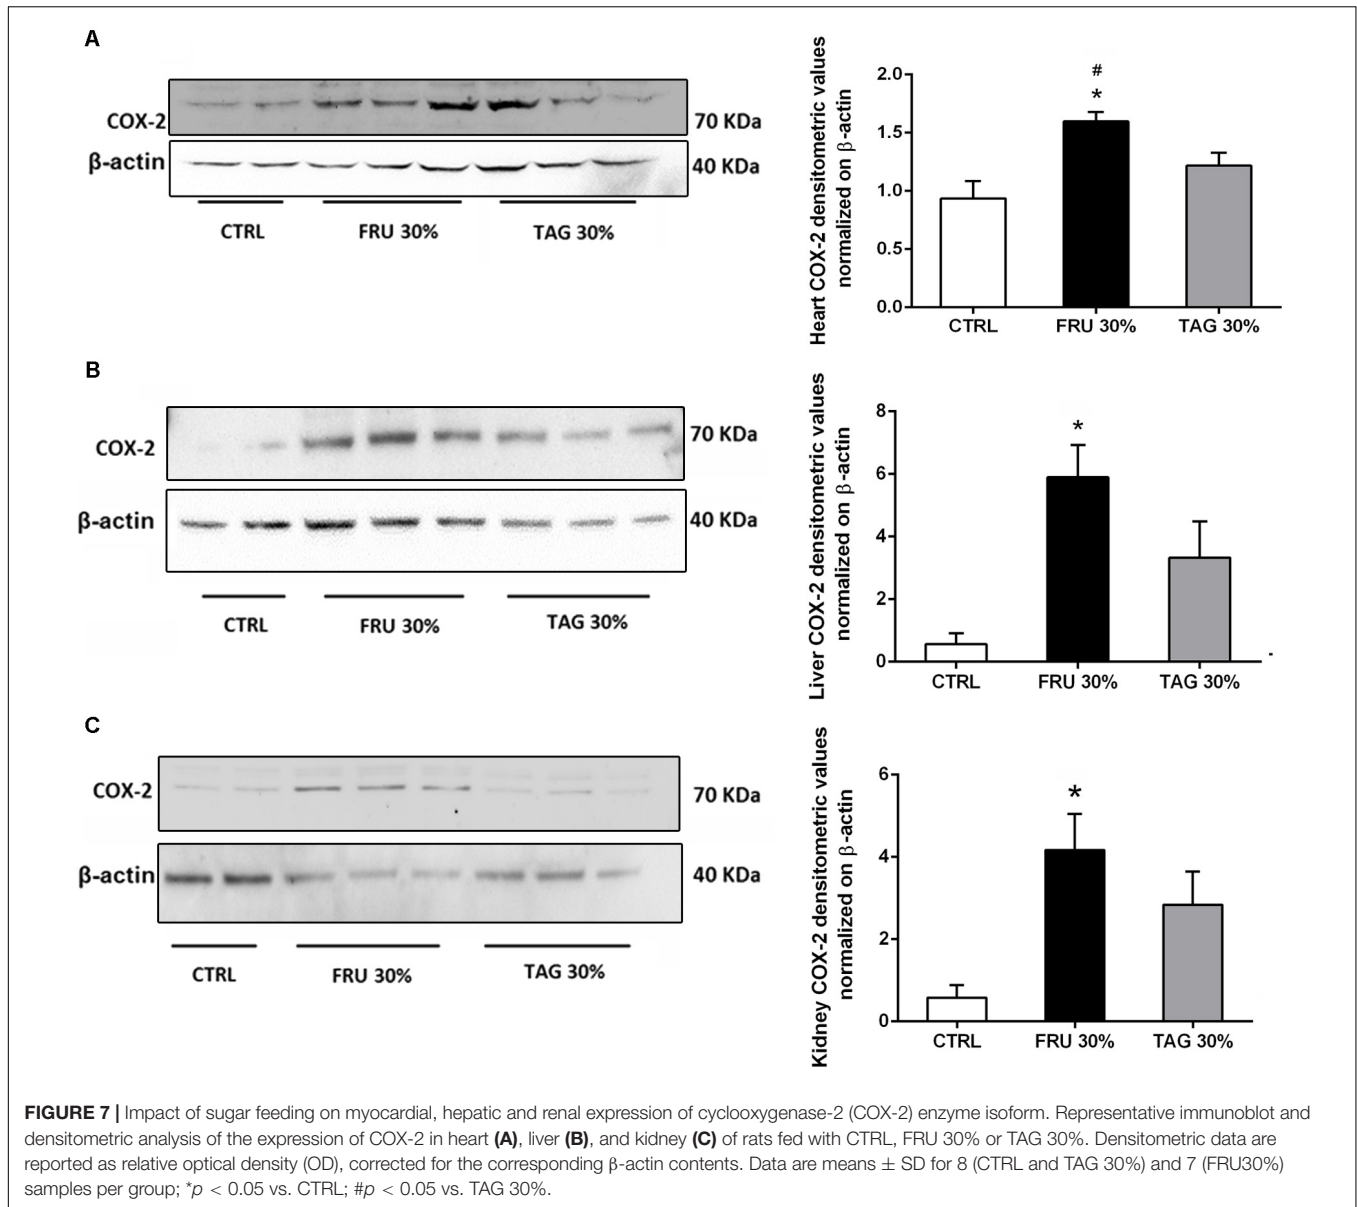 A
COX-2
70 KDa
β-actin
40 KDa
CTRL
FRU 30%
TAG 30%
Heart COX-2 densitometric values
normalized on β-actin
2.0
1.5
1.0
0.5
0.0
#
*
CTRL
FRU 30%
TAG 30%
B
COX-2
70 KDa
β-actin
40 KDa
CTRL
FRU 30%
TAG 30%
Liver COX-2 densitometric values
normalized on β-actin
8
6
4
2
0
*
CTRL
FRU 30%
TAG 30%
C
COX-2
70 KDa
β-actin
40 KDa
CTRL
FRU 30%
TAG 30%
Kidney COX-2 densitometric values
normalized on β-actin
6
4
2
0
*
CTRL
FRU 30%
TAG 30%
FIGURE 7 | Impact of sugar feeding on myocardial, hepatic and renal expression of cyclooxygenase-2 (COX-2) enzyme isoform. Representative immunoblot and
densitometric analysis of the expression of COX-2 in heart (A), liver (B), and kidney (C) of rats fed with CTRL, FRU 30% or TAG 30%. Densitometric data are
reported as relative optical density (OD), corrected for the corresponding β-actin contents. Data are means ± SD for 8 (CTRL and TAG 30%) and 7 (FRU30%)
samples per group; *p < 0.05 vs. CTRL; #p < 0.05 vs. TAG 30%.